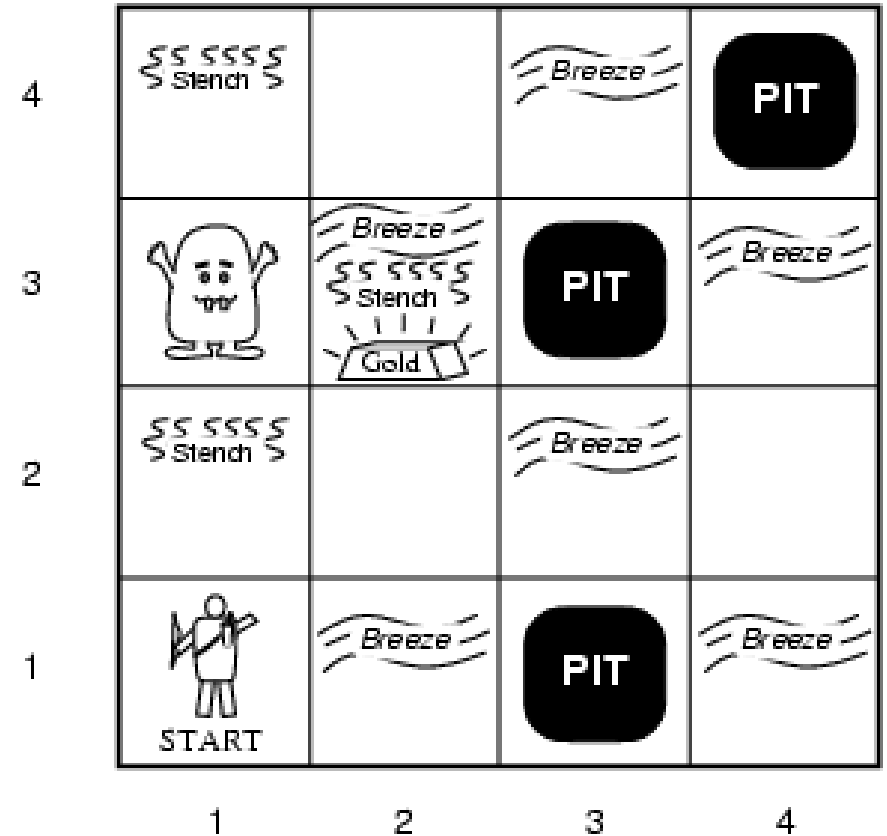 4
Stench
Breeze
PIT
3
Breeze
Stench
Gold
PIT
Breeze
2
Stench
Breeze
1
START
Breeze
PIT
Breeze
1 2 3 4